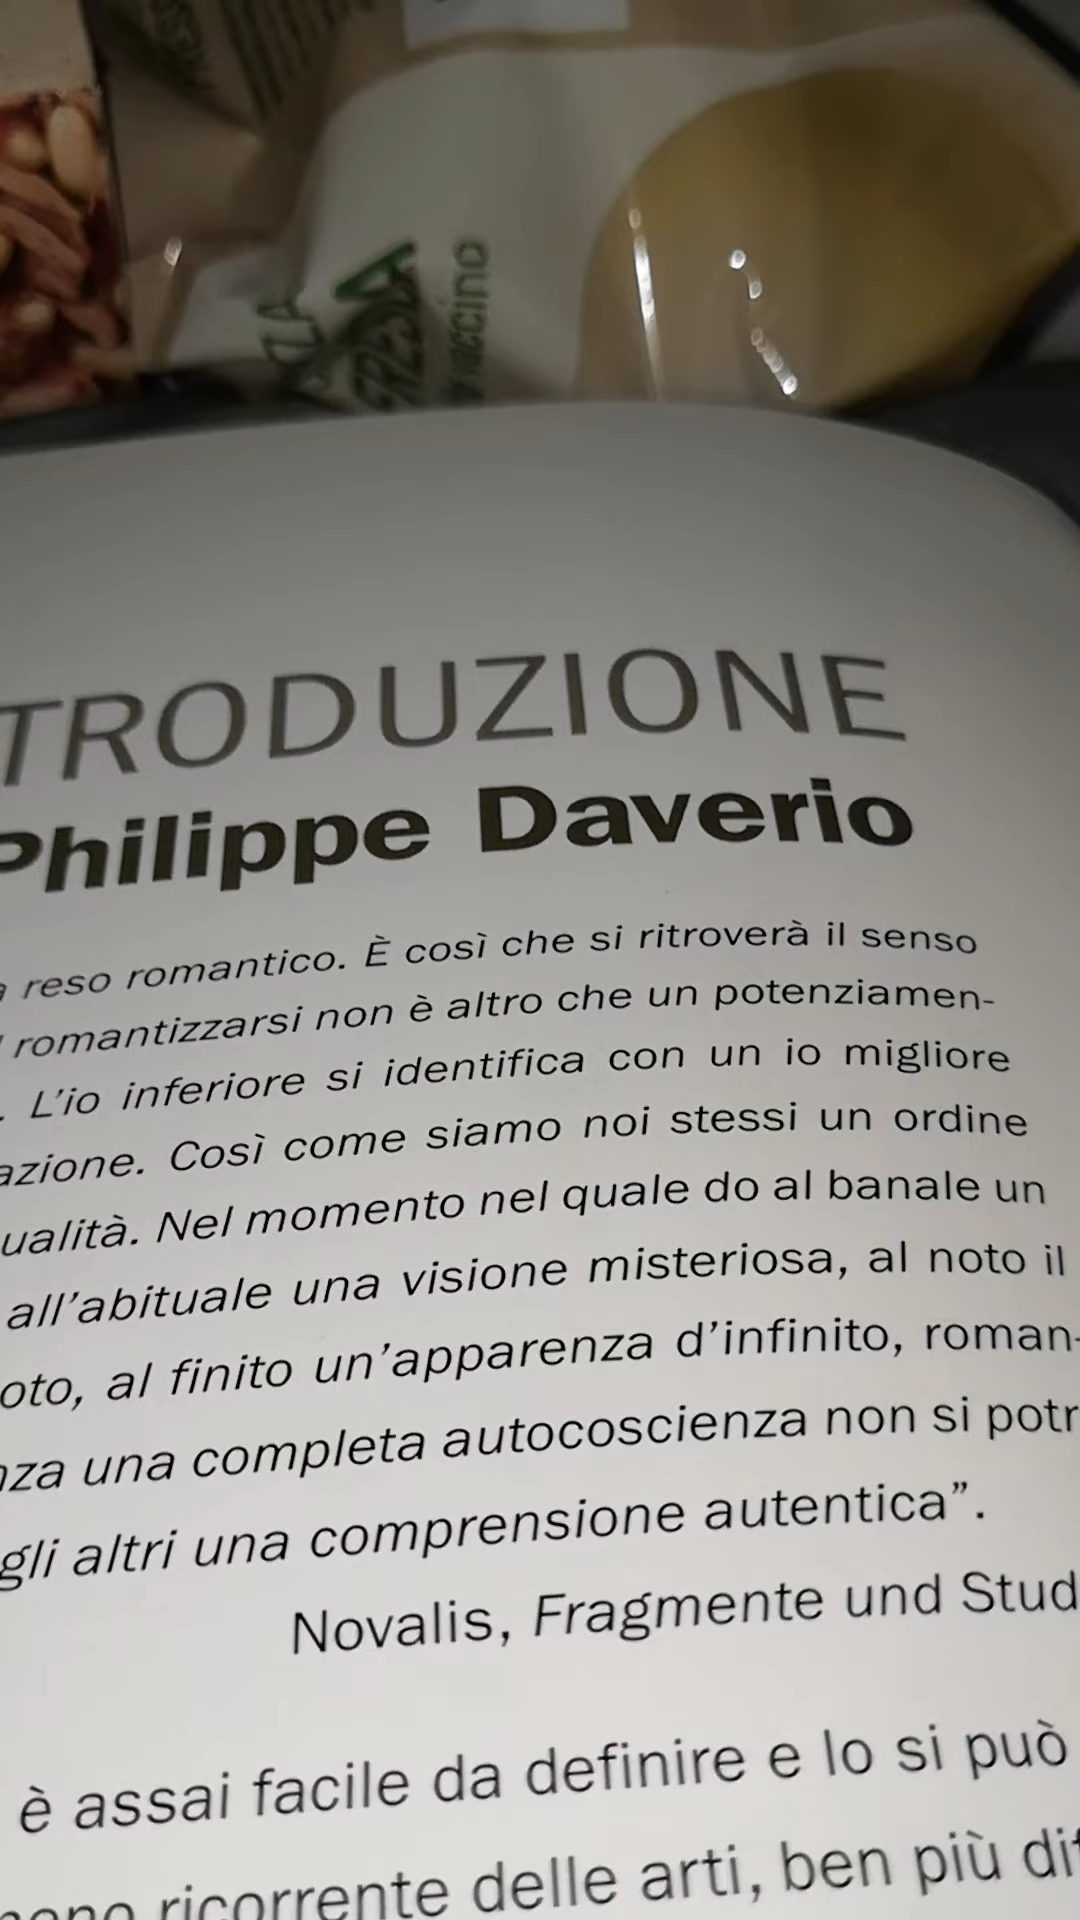 TRODUZIONE
Philippe Daverio
reso romantico. È così che si ritroverà il senso
romantizzarsi non è altro che un potenziamen-
. L'io inferiore si identifica con un io migliore
azione. Così come siamo noi stessi un ordine
ualità. Nel momento nel quale do al banale un
all'abituale una visione misteriosa, al noto il
oto, al finito un'apparenza d'infinito, roman-
nza una completa autocoscienza non si potr
gli altri una comprensione autentica”.
Novalis, Fragmente und Stud
è assai facile da definire e lo si può
ricorrente delle arti, ben più dif